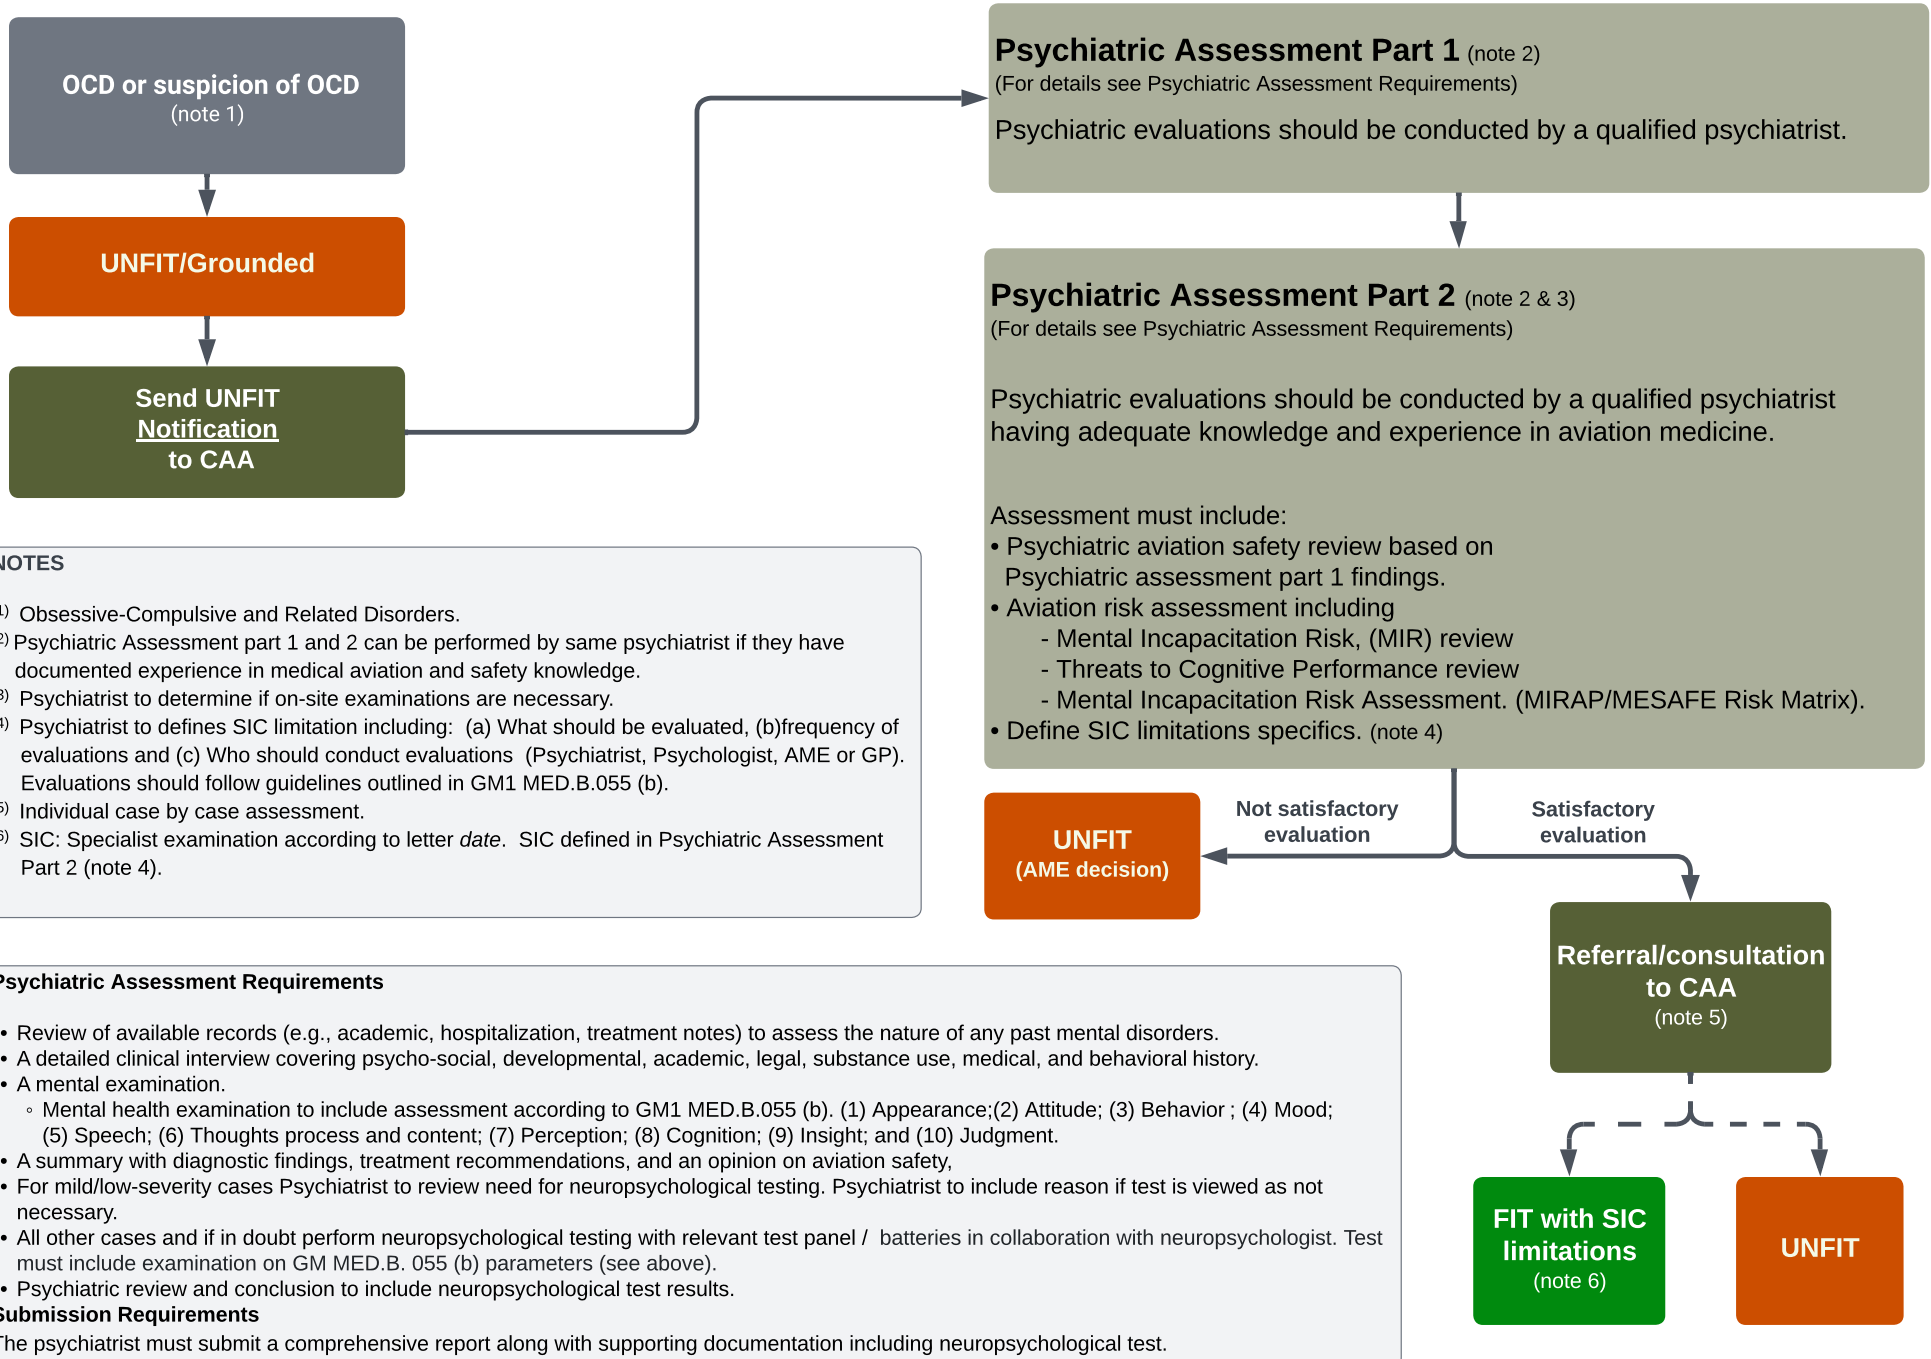 OCD or suspicion of OCD
(note 1)
UNFIT/Grounded
Send UNFIT
Notification
to CAA
Psychiatric Assessment Part 1 (note 2)
(For details see Psychiatric Assessment Requirements)
Psychiatric evaluations should be conducted by a qualified psychiatrist.
Psychiatric Assessment Part 2 (note 2 & 3)
(For details see Psychiatric Assessment Requirements)
Psychiatric evaluations should be conducted by a qualified psychiatrist
having adequate knowledge and experience in aviation medicine.
Assessment must include:
• Psychiatric aviation safety review based on
Psychiatric assessment part 1 findings.
• Aviation risk assessment including
- Mental Incapacitation Risk, (MIR) review
- Threats to Cognitive Performance review
- Mental Incapacitation Risk Assessment. (MIRAP/MESAFE Risk Matrix).
• Define SIC limitations specifics. (note 4)
Not satisfactory
evaluation
Satisfactory
evaluation
UNFIT
(AME decision)
Referral/consultation
to CAA
(note 5)
FIT with SIC
limitations
(note 6)
UNFIT
NOTES
1) Obsessive-Compulsive and Related Disorders.
2) Psychiatric Assessment part 1 and 2 can be performed by same psychiatrist if they have
documented experience in medical aviation and safety knowledge.
3) Psychiatrist to determine if on-site examinations are necessary.
4) Psychiatrist to defines SIC limitation including: (a) What should be evaluated, (b)frequency of
evaluations and (c) Who should conduct evaluations (Psychiatrist, Psychologist, AME or GP).
Evaluations should follow guidelines outlined in GM1 MED.B.055 (b).
5) Individual case by case assessment.
6) SIC: Specialist examination according to letter date. SIC defined in Psychiatric Assessment
Part 2 (note 4).
Psychiatric Assessment Requirements
• Review of available records (e.g., academic, hospitalization, treatment notes) to assess the nature of any past mental disorders.
• A detailed clinical interview covering psycho-social, developmental, academic, legal, substance use, medical, and behavioral history.
• A mental examination.
◦ Mental health examination to include assessment according to GM1 MED.B.055 (b). (1) Appearance;(2) Attitude; (3) Behavior ; (4) Mood;
(5) Speech; (6) Thoughts process and content; (7) Perception; (8) Cognition; (9) Insight; and (10) Judgment.
• A summary with diagnostic findings, treatment recommendations, and an opinion on aviation safety,
• For mild/low-severity cases Psychiatrist to review need for neuropsychological testing. Psychiatrist to include reason if test is viewed as not
necessary.
• All other cases and if in doubt perform neuropsychological testing with relevant test panel / batteries in collaboration with neuropsychologist. Test
must include examination on GM MED.B. 055 (b) parameters (see above).
• Psychiatric review and conclusion to include neuropsychological test results.
Submission Requirements
The psychiatrist must submit a comprehensive report along with supporting documentation including neuropsychological test.